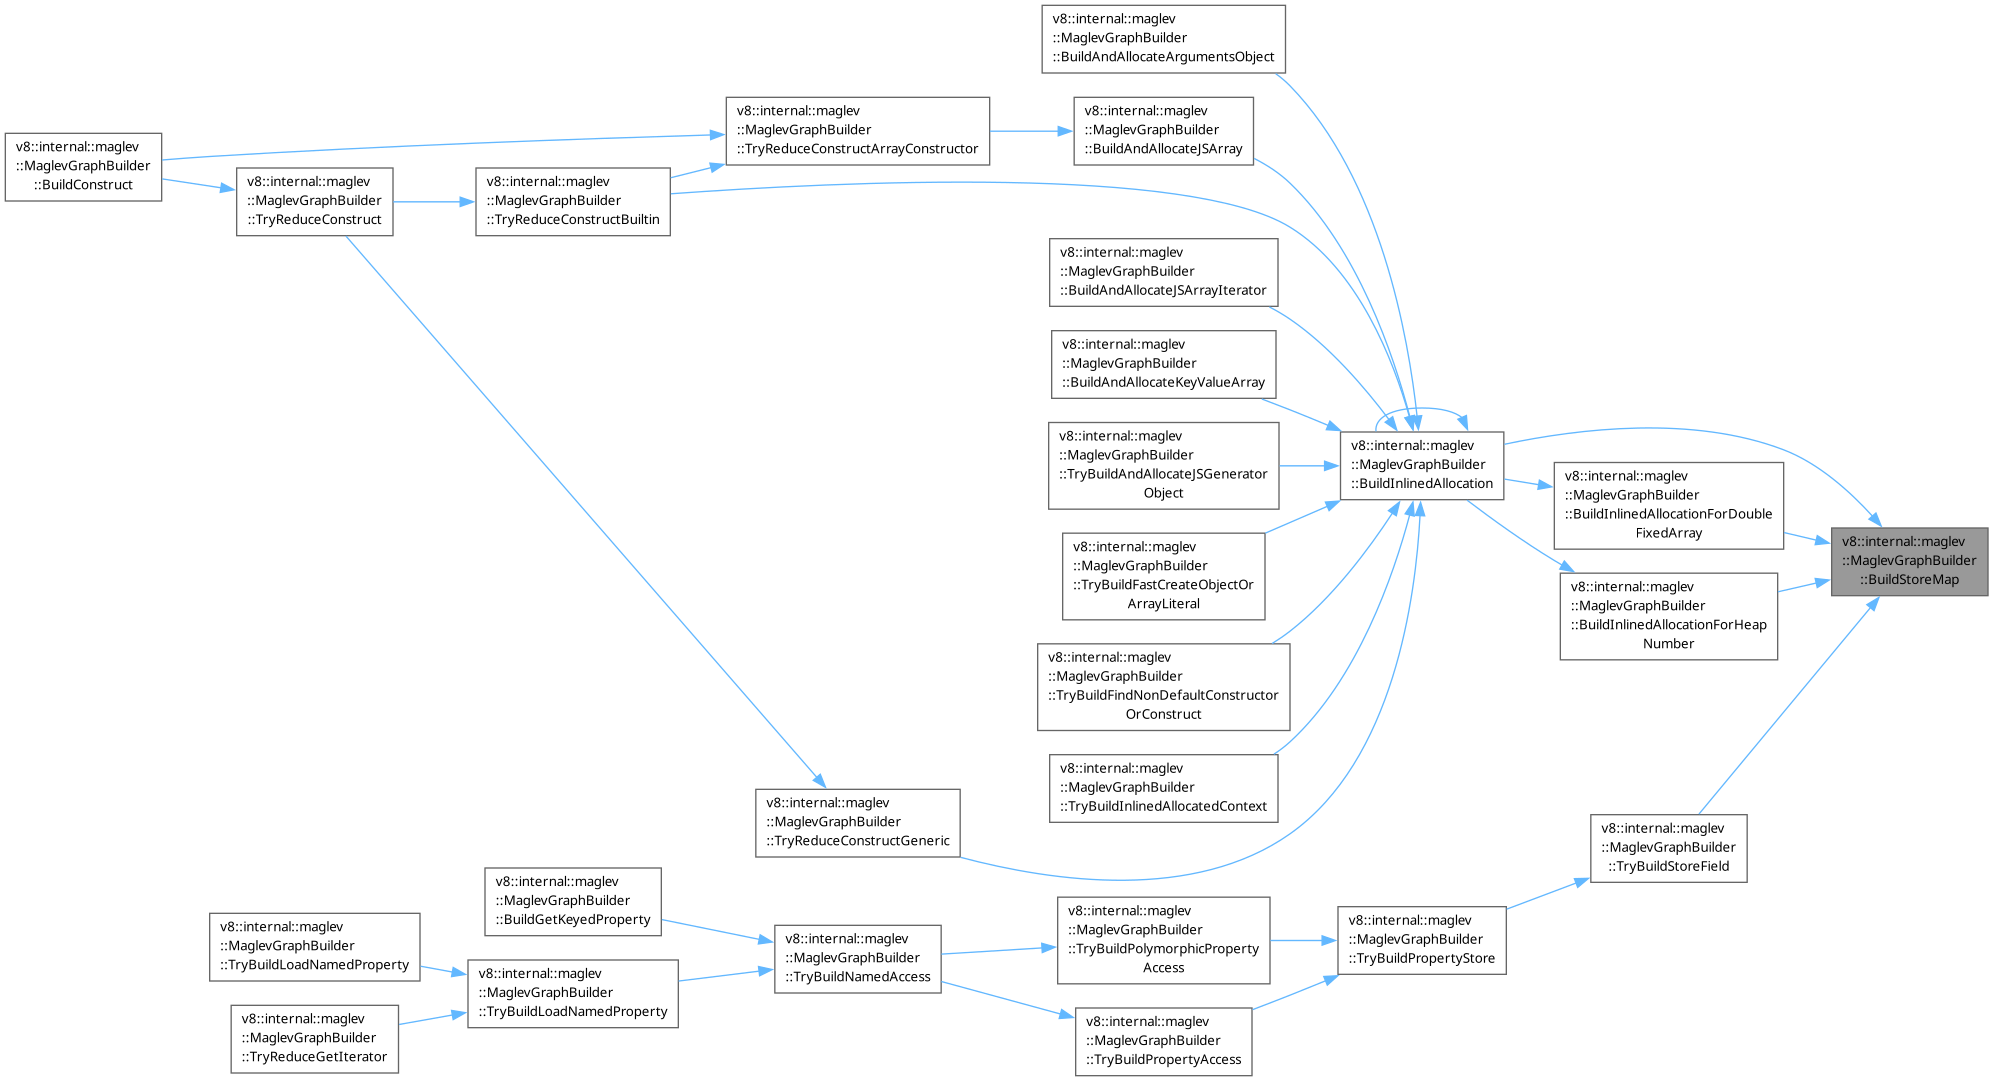 v8::internal::maglev
::MaglevGraphBuilder
::BuildAndAllocateArgumentsObject
v8::internal::maglev
::MaglevGraphBuilder
::TryReduceConstructArrayConstructor
v8::internal::maglev
::MaglevGraphBuilder
::BuildAndAllocateJSArray
v8::internal::maglev
::MaglevGraphBuilder
::BuildConstruct
v8::internal::maglev
::MaglevGraphBuilder
::TryReduceConstruct
v8::internal::maglev
::MaglevGraphBuilder
::TryReduceConstructBuiltin
v8::internal::maglev
::MaglevGraphBuilder
::BuildAndAllocateJSArrayIterator
v8::internal::maglev
::MaglevGraphBuilder
::BuildAndAllocateKeyValueArray
v8::internal::maglev
::MaglevGraphBuilder
::TryBuildAndAllocateJSGenerator
Object
v8::internal::maglev
::MaglevGraphBuilder
::BuildInlinedAllocation
v8::internal::maglev
::MaglevGraphBuilder
::BuildInlinedAllocationForDouble
FixedArray
v8::internal::maglev
::MaglevGraphBuilder
::BuildStoreMap
v8::internal::maglev
::MaglevGraphBuilder
::TryBuildFastCreateObjectOr
ArrayLiteral
v8::internal::maglev
::MaglevGraphBuilder
::BuildInlinedAllocationForHeap
Number
v8::internal::maglev
::MaglevGraphBuilder
::TryBuildFindNonDefaultConstructor
OrConstruct
v8::internal::maglev
::MaglevGraphBuilder
::TryBuildInlinedAllocatedContext
v8::internal::maglev
::MaglevGraphBuilder
::TryReduceConstructGeneric
v8::internal::maglev
::MaglevGraphBuilder
::TryBuildStoreField
v8::internal::maglev
::MaglevGraphBuilder
::BuildGetKeyedProperty
v8::internal::maglev
::MaglevGraphBuilder
::TryBuildLoadNamedProperty
v8::internal::maglev
::MaglevGraphBuilder
::TryBuildLoadNamedProperty
v8::internal::maglev
::MaglevGraphBuilder
::TryBuildNamedAccess
v8::internal::maglev
::MaglevGraphBuilder
::TryBuildPolymorphicProperty
Access
v8::internal::maglev
::MaglevGraphBuilder
::TryBuildPropertyStore
v8::internal::maglev
::MaglevGraphBuilder
::TryReduceGetIterator
v8::internal::maglev
::MaglevGraphBuilder
::TryBuildPropertyAccess